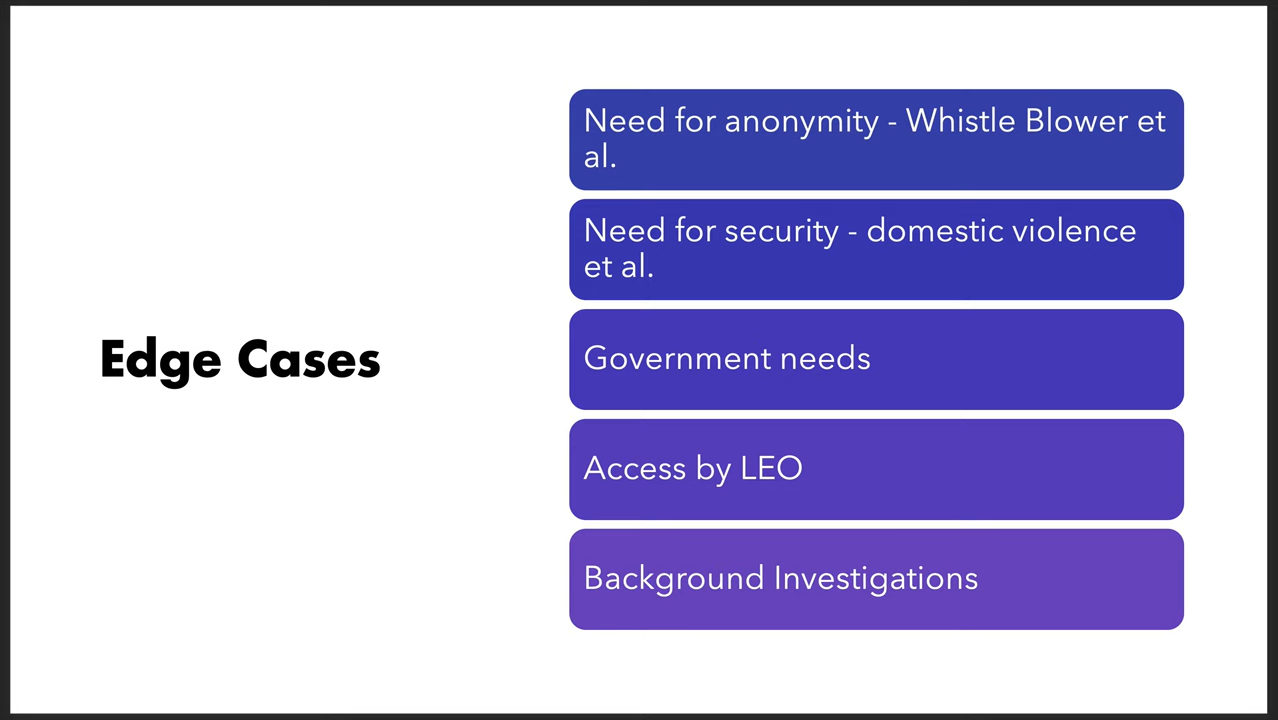 Edge Cases
Need for anonymity - Whistle Blower et
al.
Need for security - domestic violence
et al.
Government needs
Access by LEO
Background Investigations